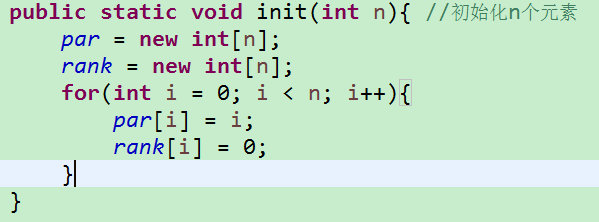 public static void init(int n){ //初始化n个元素
    par = new int[n];
    rank = new int[n];
    for(int i = 0; i < n; i++){
        par[i] = i;
        rank[i] = 0;
    }
}